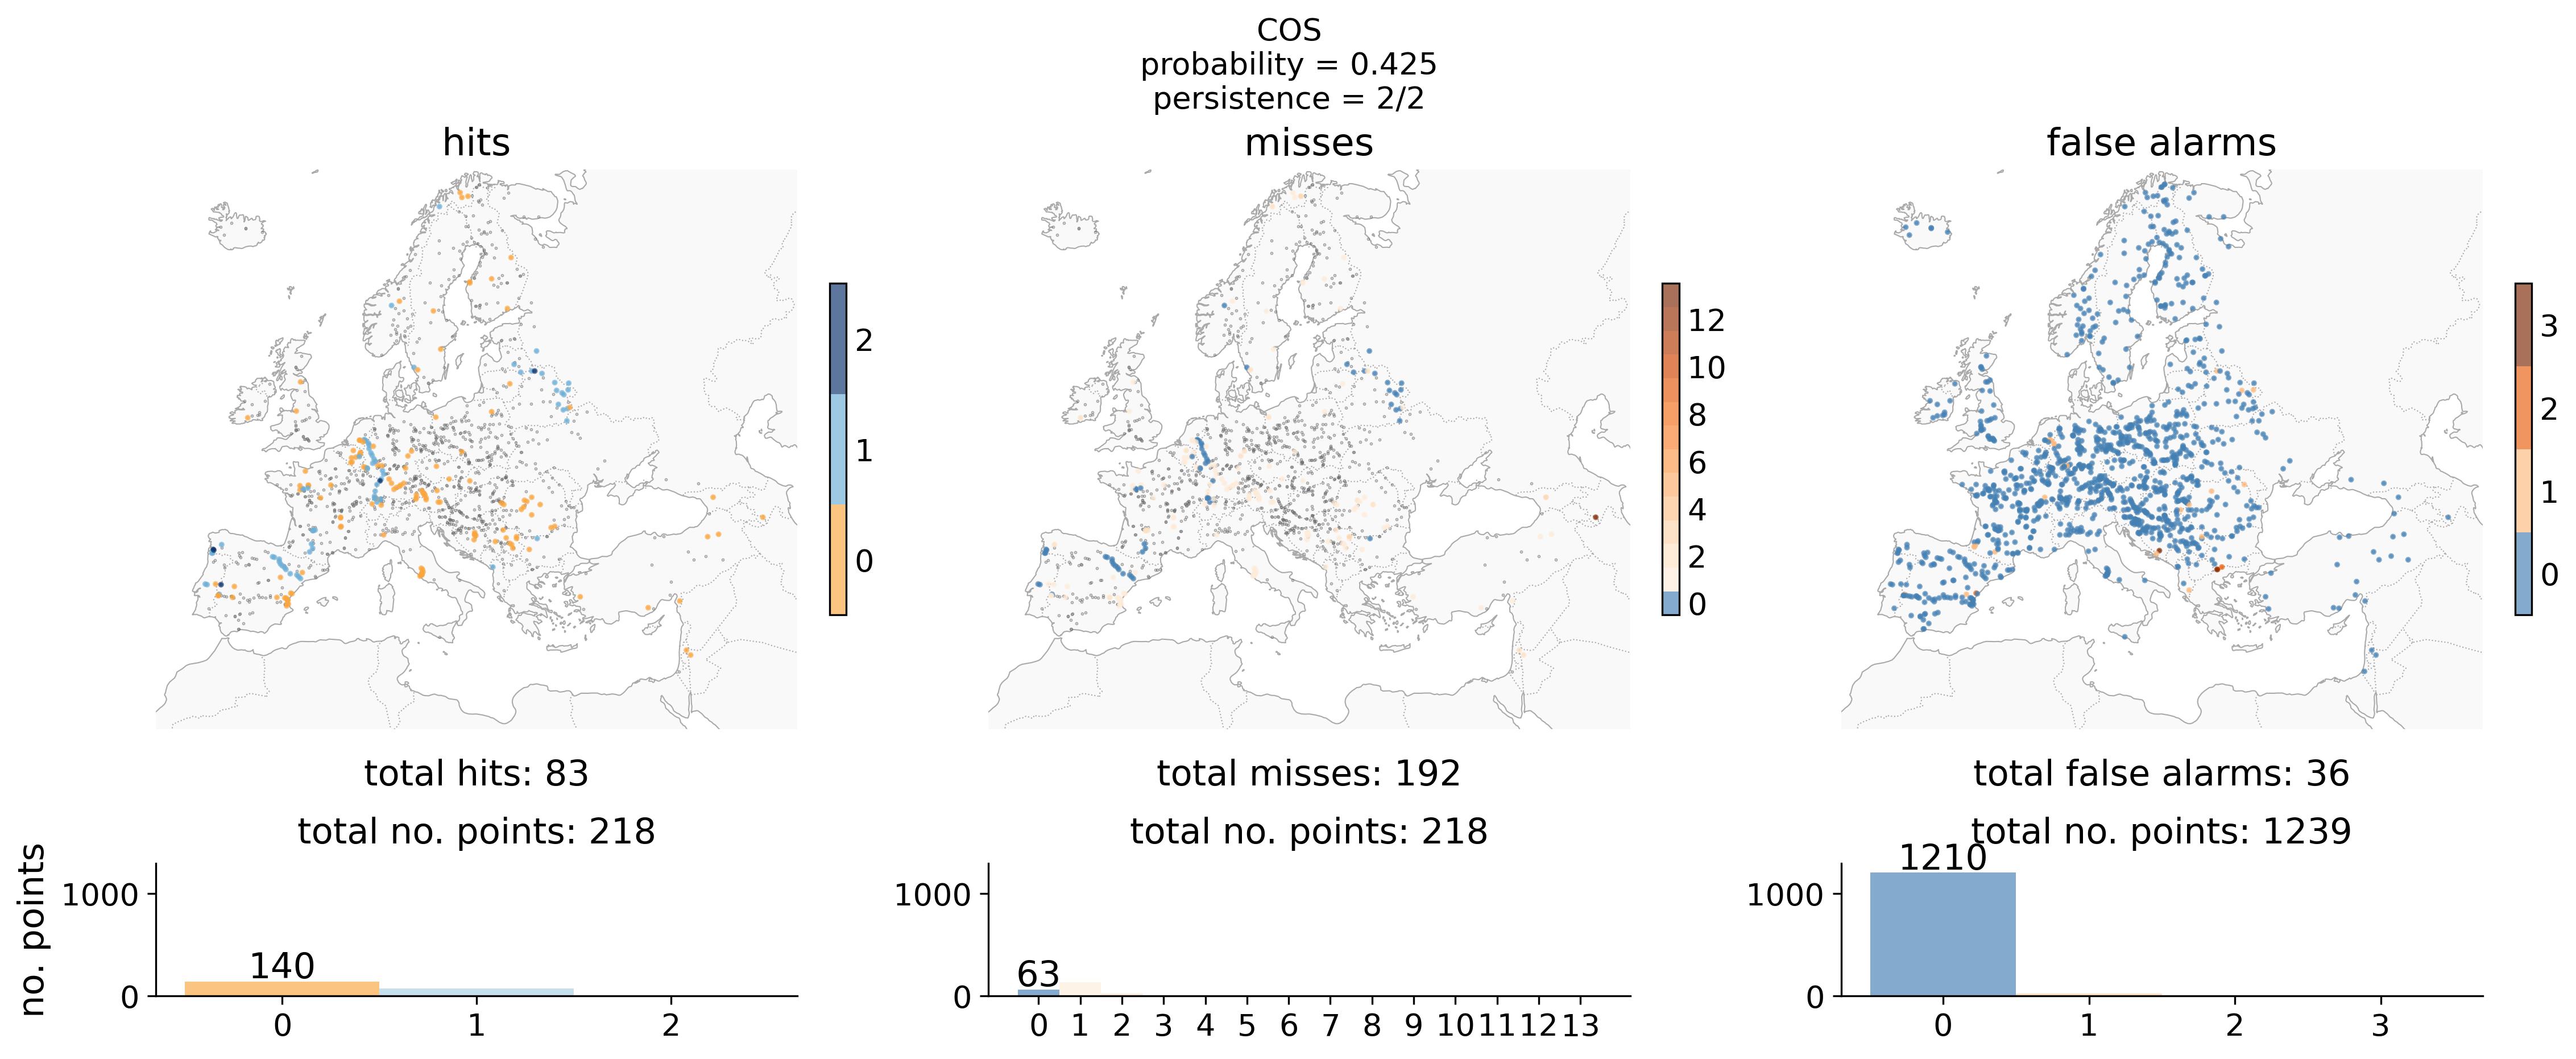 COS
probability = 0.425
persistence = 2/2
hits
misses
false alarms
2
1
0
12
10
8
6
4
2
0
3
2
1
0
total hits: 83
total misses: 192
total false alarms: 36
total no. points: 218
total no. points: 218
total no. points: 1239
no. points
1000
0
140
0 1 2
1000
0
63
0 1 2 3 4 5 6 7 8 9 10 11 12 13
1000
0
1210
0 1 2 3